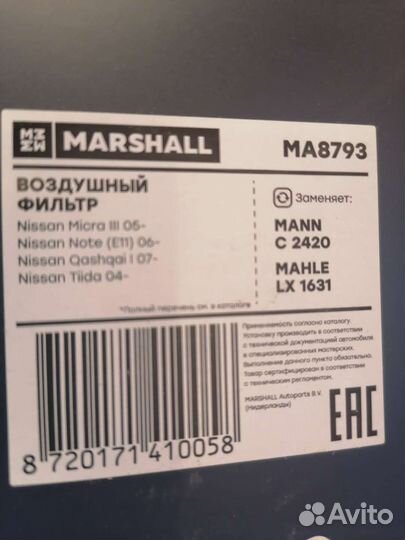 MARSHALL
MA8793
ВОЗДУШНЫЙ
ФИЛЬТР
Nissan Micra III 05-
Nissan Note (E11) 06-
Nissan Qashqai I 07-
Nissan Tiida 04-
*Полный перечень см. в каталоге
Заменяет:
MANN
C 2420
MAHLE
LX 1631
Применяемость согласно каталогу.
Установку производить в соответствии
с технической документацией автомобиля
в специализированных мастерских.
Выполнение данного пункта обязательно.
Товар сертифицирован в соответствии
с техническим регламентом.
MARSHALL Autoparts B.V.
(Нидерланды)
EAC
8 720171 410058
Avito